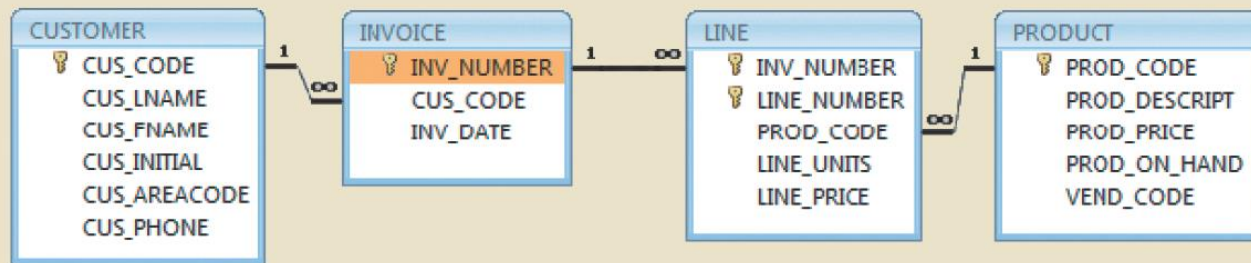 CUSTOMER
CUS_CODE
CUS_LNAME
CUS_FNAME
CUS_INITIAL
CUS_AREACODE
CUS_PHONE
1
∞
INVOICE
INV_NUMBER
CUS_CODE
INV_DATE
1
∞
LINE
INV_NUMBER
LINE_NUMBER
PROD_CODE
LINE_UNITS
LINE_PRICE
∞
1
PRODUCT
PROD_CODE
PROD_DESCRIPT
PROD_PRICE
PROD_ON_HAND
VEND_CODE